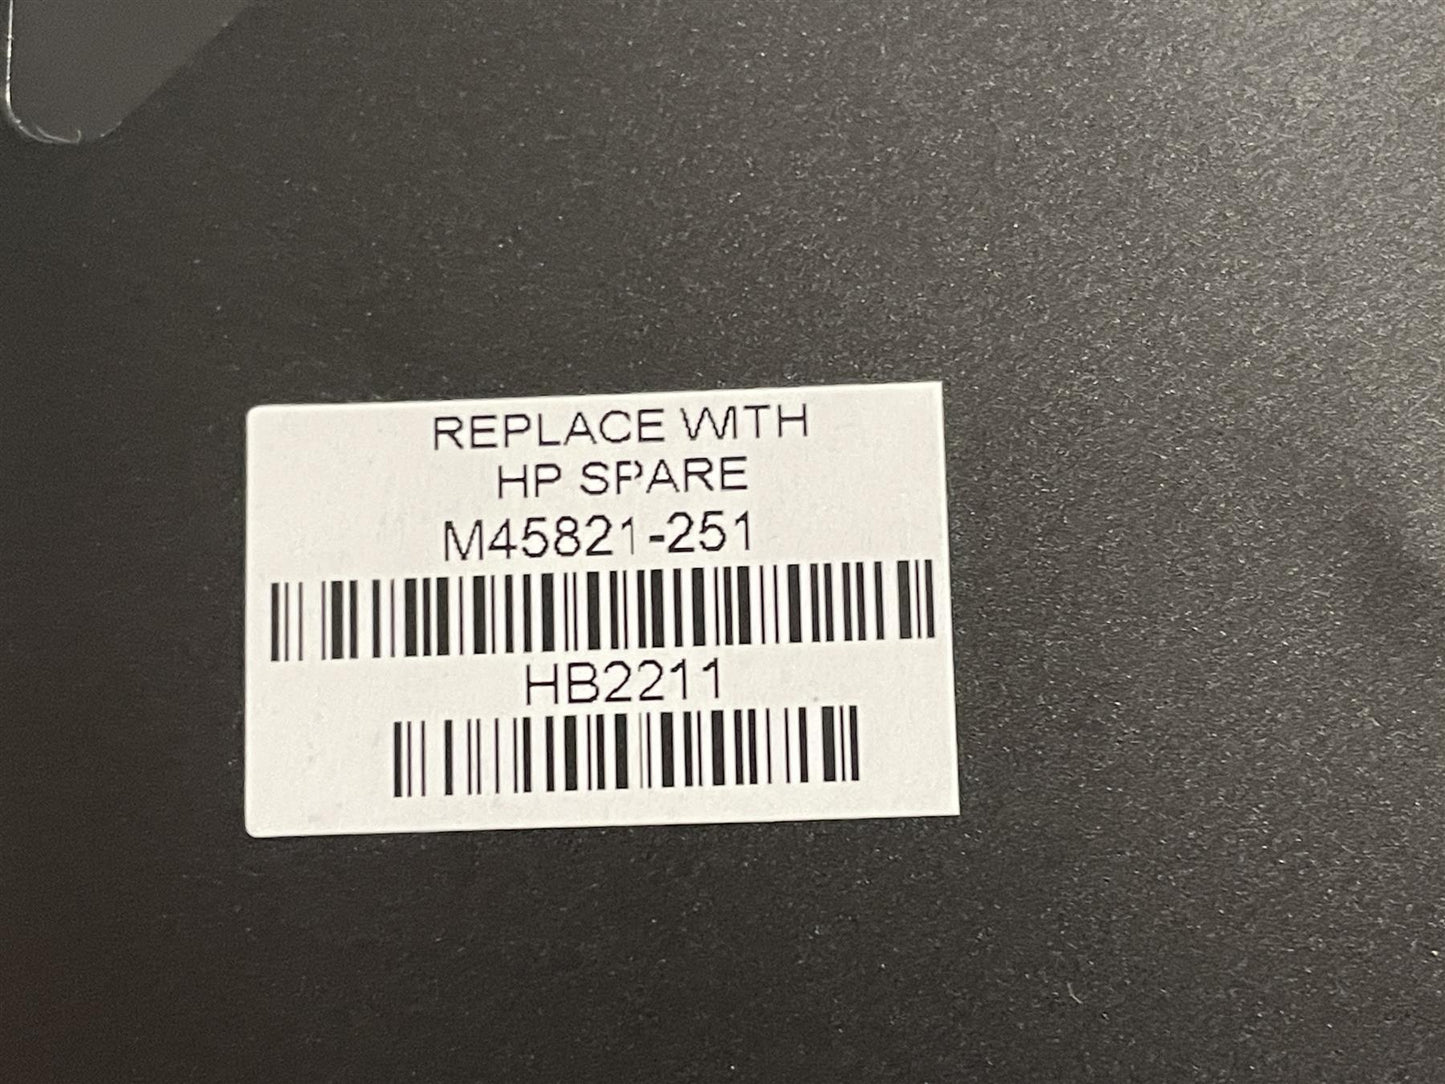 REPLACE WITH
HP SPARE
M45821-251
HB2211